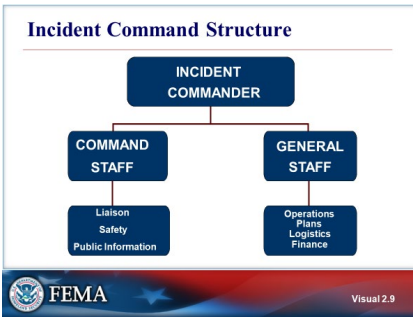 Incident Command Structure
INCIDENT
COMMANDER
COMMAND
STAFF
GENERAL
STAFF
Liaison
Safety
Public Information
Operations
Plans
Logistics
Finance
FEMA
Visual 2.9